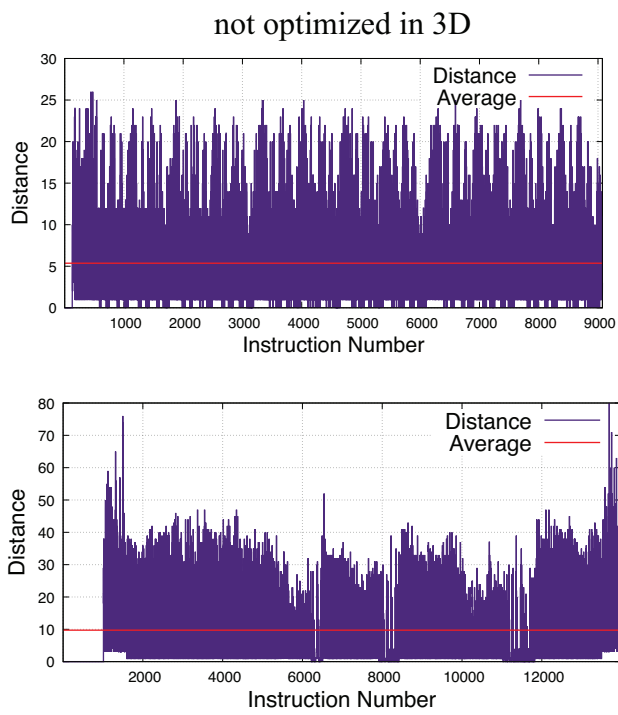 not optimized in 3D
30
25
20
15
10
5
0
Distance
Distance
Average
1000 2000 3000 4000 5000 6000 7000 8000 9000
Instruction Number
80
70
60
50
40
30
20
10
0
Distance
Distance
Average
2000 4000 6000 8000 10000 12000
Instruction Number